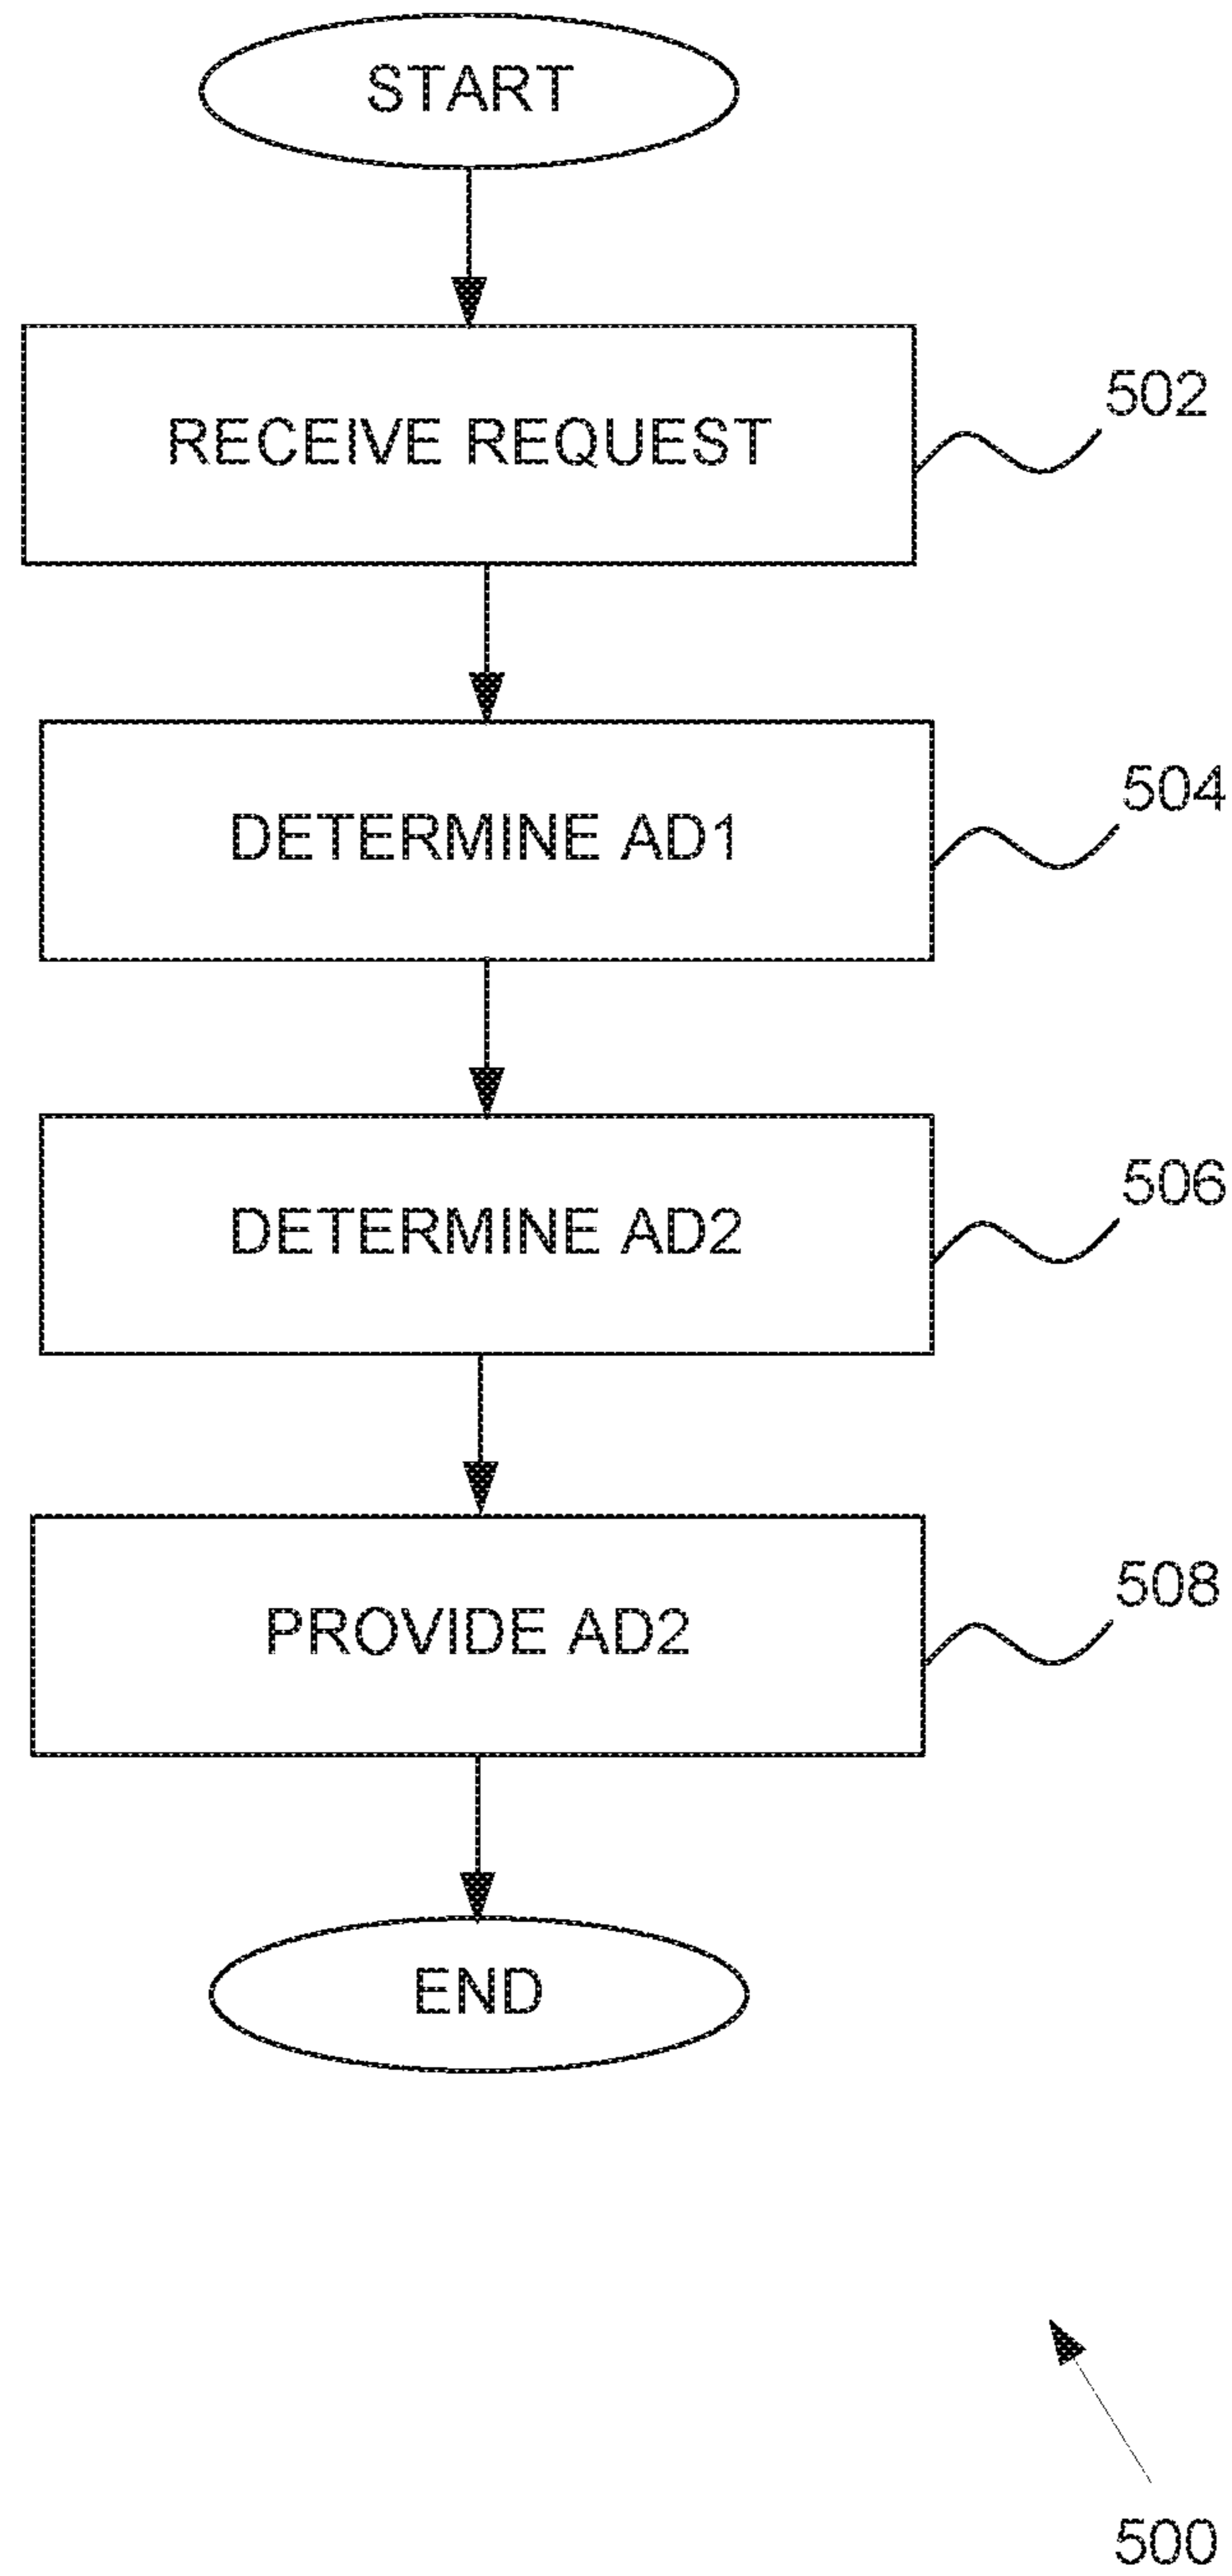 START
RECEIVE REQUEST
502
DETERMINE AD1
504
DETERMINE AD2
506
PROVIDE AD2
508
END
500